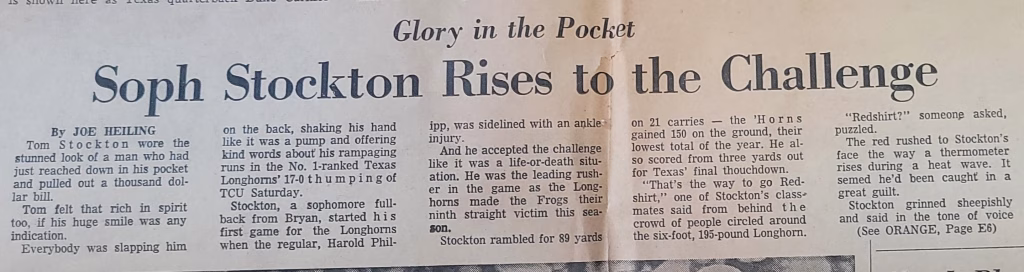 Glory in the Pocket
Soph Stockton Rises to the Challenge
By JOE HEILING
Tom Stockton wore the
stunned look of a man who had
just reached down in his pocket
and pulled out a thousand dol-
lar bill.
Tom felt that rich in spirit
too, if his huge smile was any
indication.
Everybody was slapping him
on the back, shaking his hand
like it was a pump and offering
kind words about his rampaging
runs in the No. 1-ranked Texas
Longhorns' 17-0 thumping of
TCU Saturday.
Stockton, a sophomore full-
back from Bryan, started his
first game for the Longhorns
when the regular, Harold Phil-
ipp, was sidelined with an ankle
injury.
And he accepted the challenge
like it was a life-or-death situ-
ation. He was the leading rush-
er in the game as the Long-
horns made the Frogs their
ninth straight victim this sea-
son.
Stockton rambled for 89 yards
on 21 carries — the 'Horns
gained 150 on the ground, their
lowest total of the year. He al-
so scored from three yards out
for Texas' final thouchdown.
"That's the way to go Red-
shirt," one of Stockton's class-
mates said from behind the
crowd of people circled around
the six-foot, 195-pound Longhorn.
"Redshirt?" someone asked,
puzzled.
The red rushed to Stockton's
face the way a thermometer
rises during a heat wave. It
semed he'd been caught in a
great guilt.
Stockton grinned sheepishly
and said in the tone of voice
(See ORANGE, Page E6)